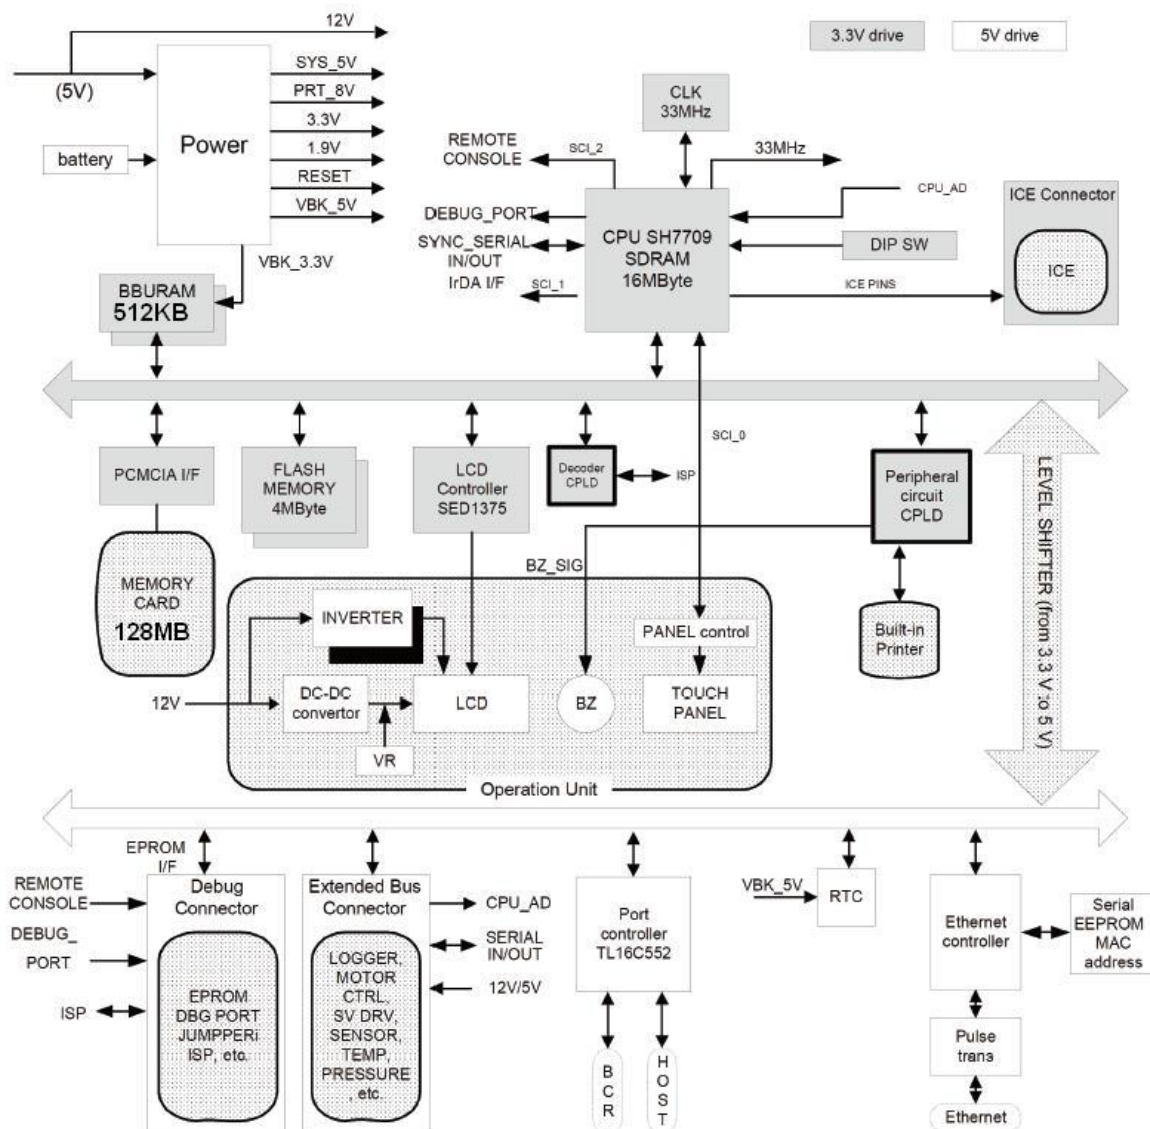 12V
3.3V drive
5V drive
(5V)
SYS_5V
PRT_8V
3.3V
1.9V
RESET
VBK_5V
Power
battery
VBK_3.3V
BBURAM
512KB
CLK
33MHz
REMOTE
CONSOLE
SCI_2
33MHz
CPU_AD
DEBUG_PORT
SYNC_SERIAL
IN/OUT
IrDA I/F
SCI_1
CPU SH7709
SDRAM
16MByte
DIP SW
ICE PINS
ICE Connector
ICE
PCMCIA I/F
FLASH
MEMORY
4MByte
LCD
Controller
SED1375
Decoder
CPLD
ISP
SCI_0
Peripheral
circuit
CPLD
LEVEL SHIFTER (from 3.3 V to 5 V)
MEMORY
CARD
128MB
BZ_SIG
INVERTER
PANEL control
Built-in
Printer
12V
DC-DC
convertor
LCD
BZ
TOUCH
PANEL
VR
Operation Unit
EPROM
I/F
REMOTE
CONSOLE
DEBUG_
PORT
ISP
Debug
Connector
EPROM
DBG PORT
JUMPPERi
ISP, etc.
Extended Bus
Connector
LOGGER,
MOTOR
CTRL,
SV DRV,
SENSOR,
TEMP,
PRESSURE
, etc.
CPU_AD
SERIAL
IN/OUT
12V/5V
Port
controller
TL16C552
BCR
HOST
VBK_5V
RTC
Ethernet
controller
Serial
EEPROM
MAC
address
Pulse
trans
Ethernet